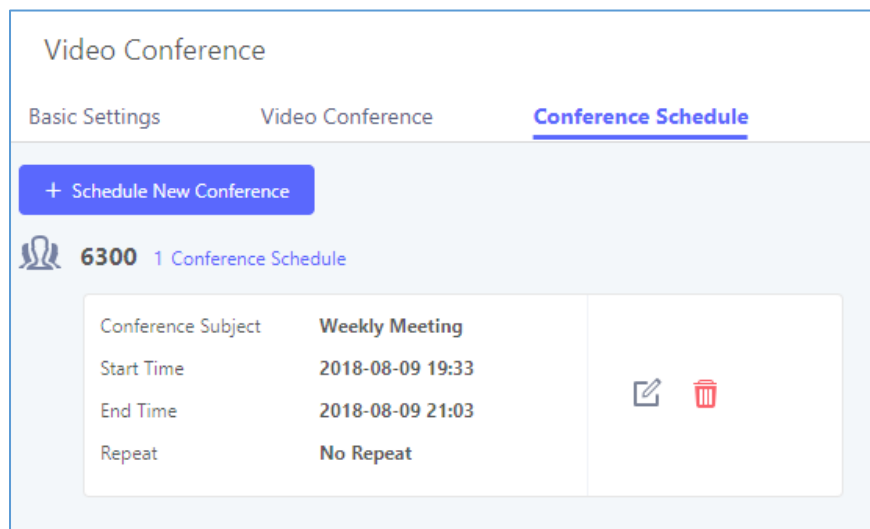 Video Conference
Basic Settings Video Conference Conference Schedule
+ Schedule New Conference
6300 1 Conference Schedule
Conference Subject Weekly Meeting
Start Time 2018-08-09 19:33
End Time 2018-08-09 21:03
Repeat No Repeat